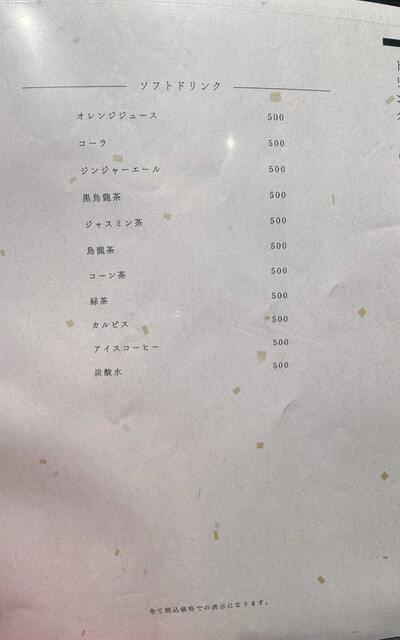 ソフトドリンク
オレンジジュース 500
コーラ 500
ジンジャーエール 500
黒烏龍茶 500
ジャスミン茶 500
烏龍茶 500
コーン茶 500
緑茶 500
カルピス 500
アイスコーヒー 500
炭酸水 500
全て税込価格での表示になります。